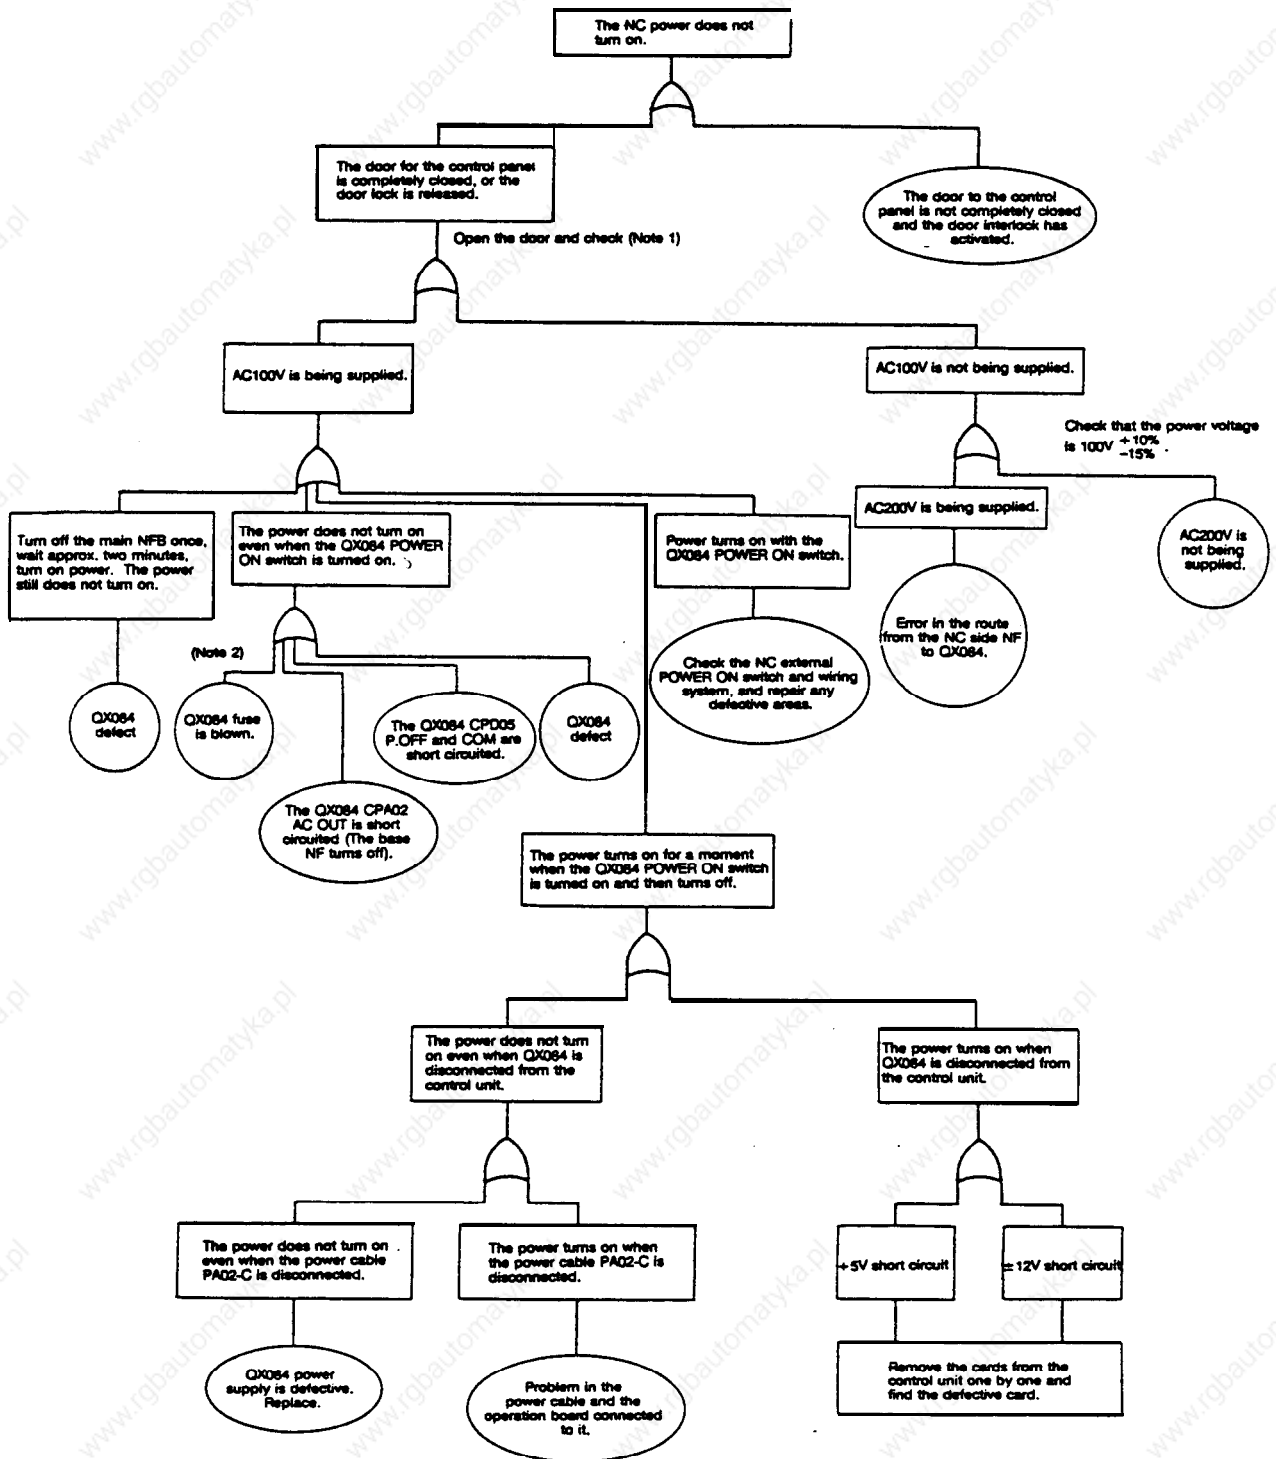 The NC power does not
turn on.
The door for the control panel
is completely closed, or the
door lock is released.
The door to the control
panel is not completely closed
and the door interlock has
activated.
Open the door and check (Note 1)
AC100V is being supplied.
AC100V is not being supplied.
Check that the power voltage
is 100V +10% -15% .
Turn off the main NFB once,
wait approx. two minutes,
turn on power. The power
still does not turn on.
The power does not turn on
even when the QX084 POWER
ON switch is turned on.
Power turns on with the
QX084 POWER ON switch.
AC200V is being supplied.
AC200V is
not being
supplied.
Error in the route
from the NC side NF
to QX084.
(Note 2)
QX084
defect
QX084 fuse
is blown.
The QX084 CPD05
P.OFF and COM are
short circuited.
QX084
defect
Check the NC external
POWER ON switch and wiring
system, and repair any
defective areas.
The QX084 CPA02
AC OUT is short
circuited (The base
NF turns off).
The power turns on for a moment
when the QX084 POWER ON switch
is turned on and then turns off.
The power does not turn
on even when QX084 is
disconnected from the
control unit.
The power turns on when
QX084 is disconnected from
the control unit.
The power does not turn on
even when the power cable
PA02-C is disconnected.
The power turns on when
the power cable PA02-C is
disconnected.
+5V short circuit
±12V short circuit
QX084 power
supply is defective.
Replace.
Problem in the
power cable and the
operation board connected
to it.
Remove the cards from the
control unit one by one and
find the defective card.
www.rgbautomatyka.pl